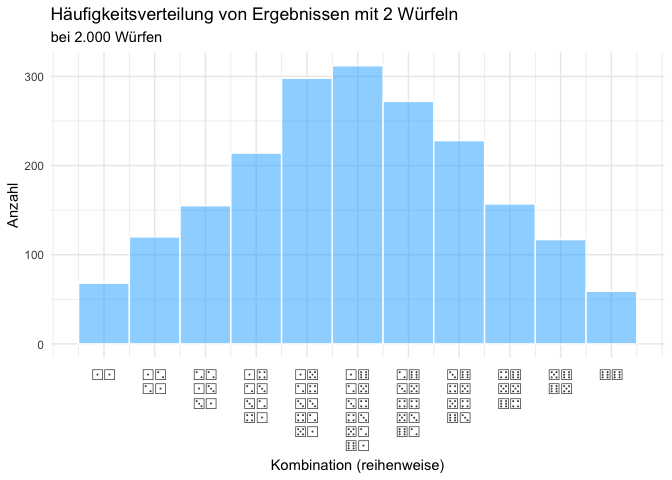 Häufigkeitsverteilung von Ergebnissen mit 2 Würfeln
bei 2.000 Würfen
Anzahl
300
200
100
0
⚀⚀ ⚀⚁ ⚁⚁ ⚀⚃ ⚀⚄ ⚀⚅ ⚁⚅ ⚂⚅ ⚃⚅ ⚄⚅ ⚅⚅
⚁⚀ ⚀⚂ ⚁⚂ ⚁⚃ ⚁⚄ ⚂⚄ ⚃⚄ ⚄⚄ ⚅⚄
⚂⚀ ⚂⚁ ⚂⚂ ⚂⚃ ⚃⚃ ⚄⚃ ⚅⚃
⚃⚀ ⚃⚁ ⚃⚂ ⚄⚂ ⚅⚂
⚄⚀ ⚄⚁ ⚅⚁
⚅⚀
Kombination (reihenweise)